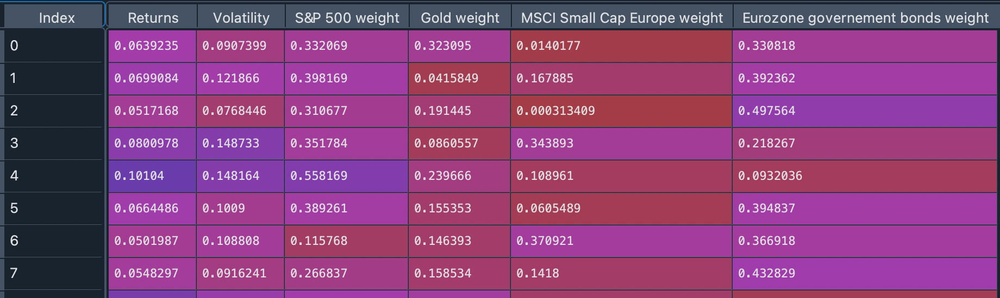 Index Returns Volatility S&P 500 weight Gold weight MSCI Small Cap Europe weight Eurozone governement bonds weight
0 0.0639235 0.0907399 0.332069 0.323095 0.0140177 0.330818
1 0.0699084 0.121866 0.398169 0.0415849 0.167885 0.392362
2 0.0517168 0.0768446 0.310677 0.191445 0.000313409 0.497564
3 0.0800978 0.148733 0.351784 0.0860557 0.343893 0.218267
4 0.10104 0.148164 0.558169 0.239666 0.108961 0.0932036
5 0.0664486 0.1009 0.389261 0.155353 0.0605489 0.394837
6 0.0501987 0.108808 0.115768 0.146393 0.370921 0.366918
7 0.0548297 0.0916241 0.266837 0.158534 0.1418 0.432829